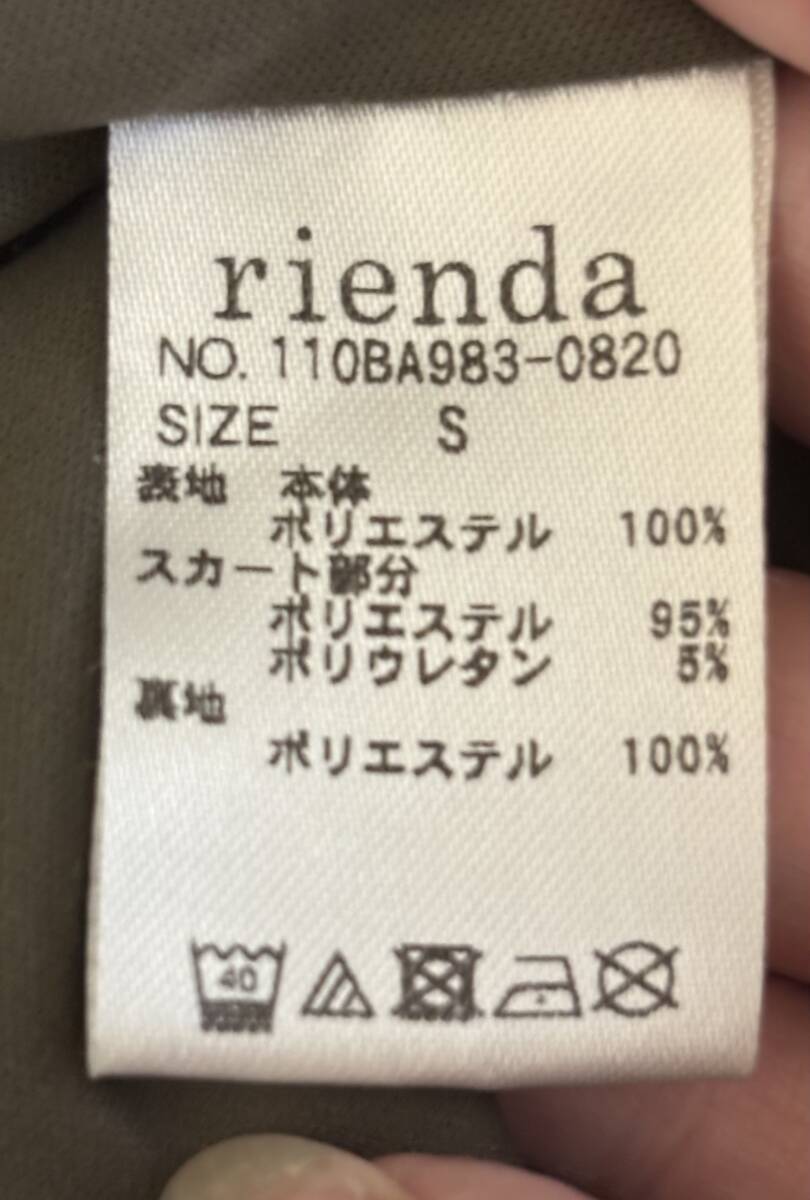 rienda
NO. 110BA983-0820
SIZE S
表地 本体
ポリエステル 100%
スカート部分
ポリエステル 95%
ポリウレタン 5%
裏地
ポリエステル 100%
40